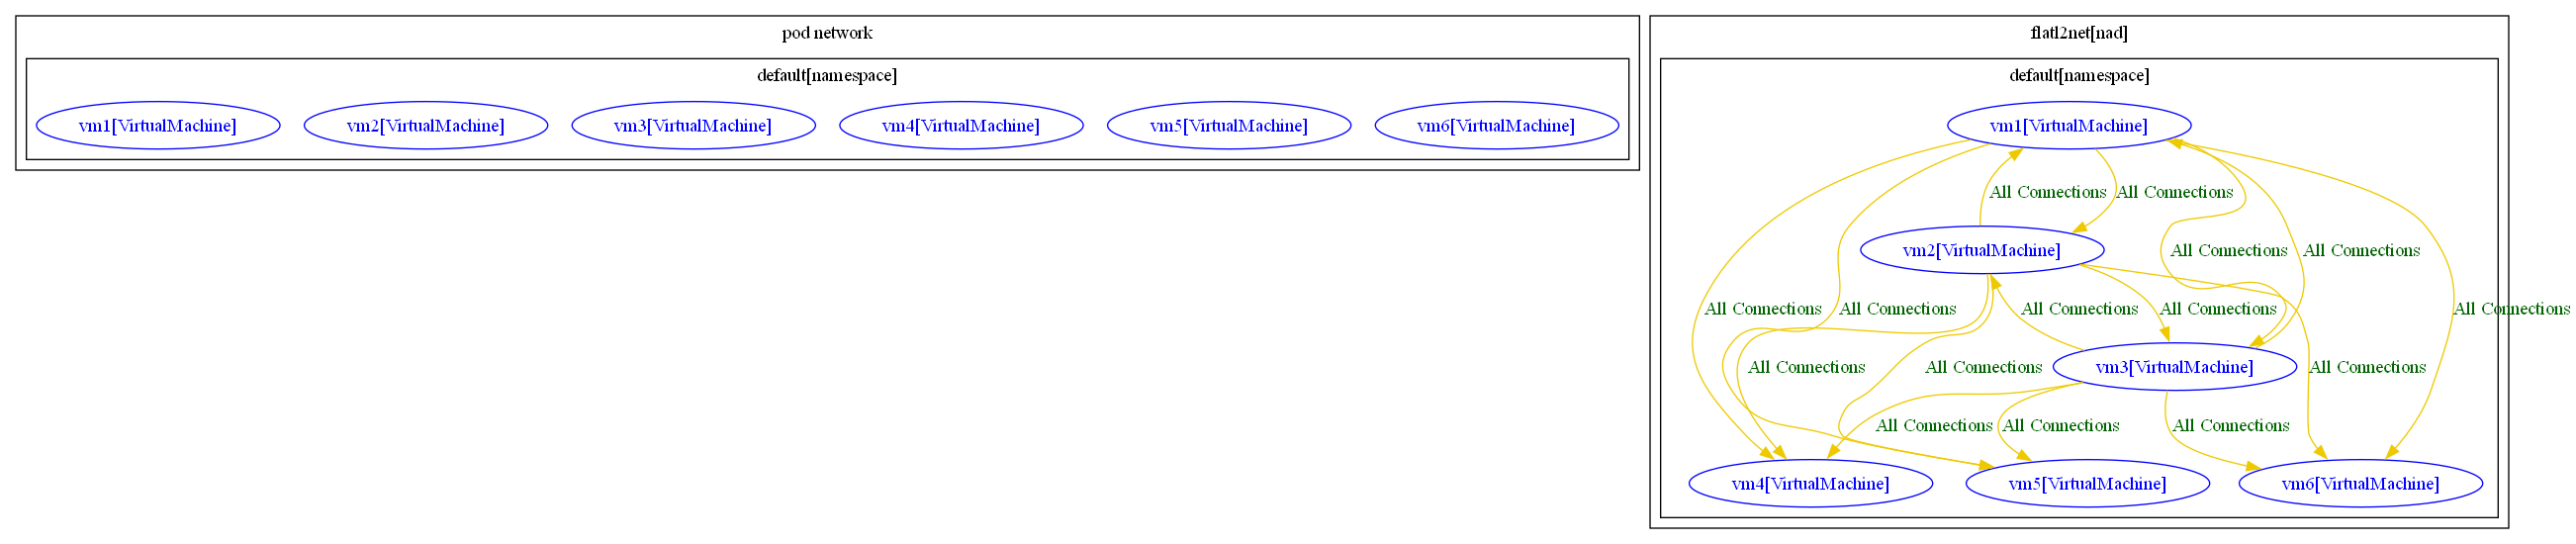 pod network
default[namespace]
vm1[VirtualMachine]
vm2[VirtualMachine]
vm3[VirtualMachine]
vm4[VirtualMachine]
vm5[VirtualMachine]
vm6[VirtualMachine]
flatl2net[nad]
default[namespace]
vm1[VirtualMachine]
All Connections
All Connections
vm2[VirtualMachine]
All Connections
All Connections
All Connections
All Connections
All Connections
All Connections
All Connections
All Connections
All Connections
vm3[VirtualMachine]
All Connections
All Connections
All Connections
All Connections
vm4[VirtualMachine]
vm5[VirtualMachine]
vm6[VirtualMachine]